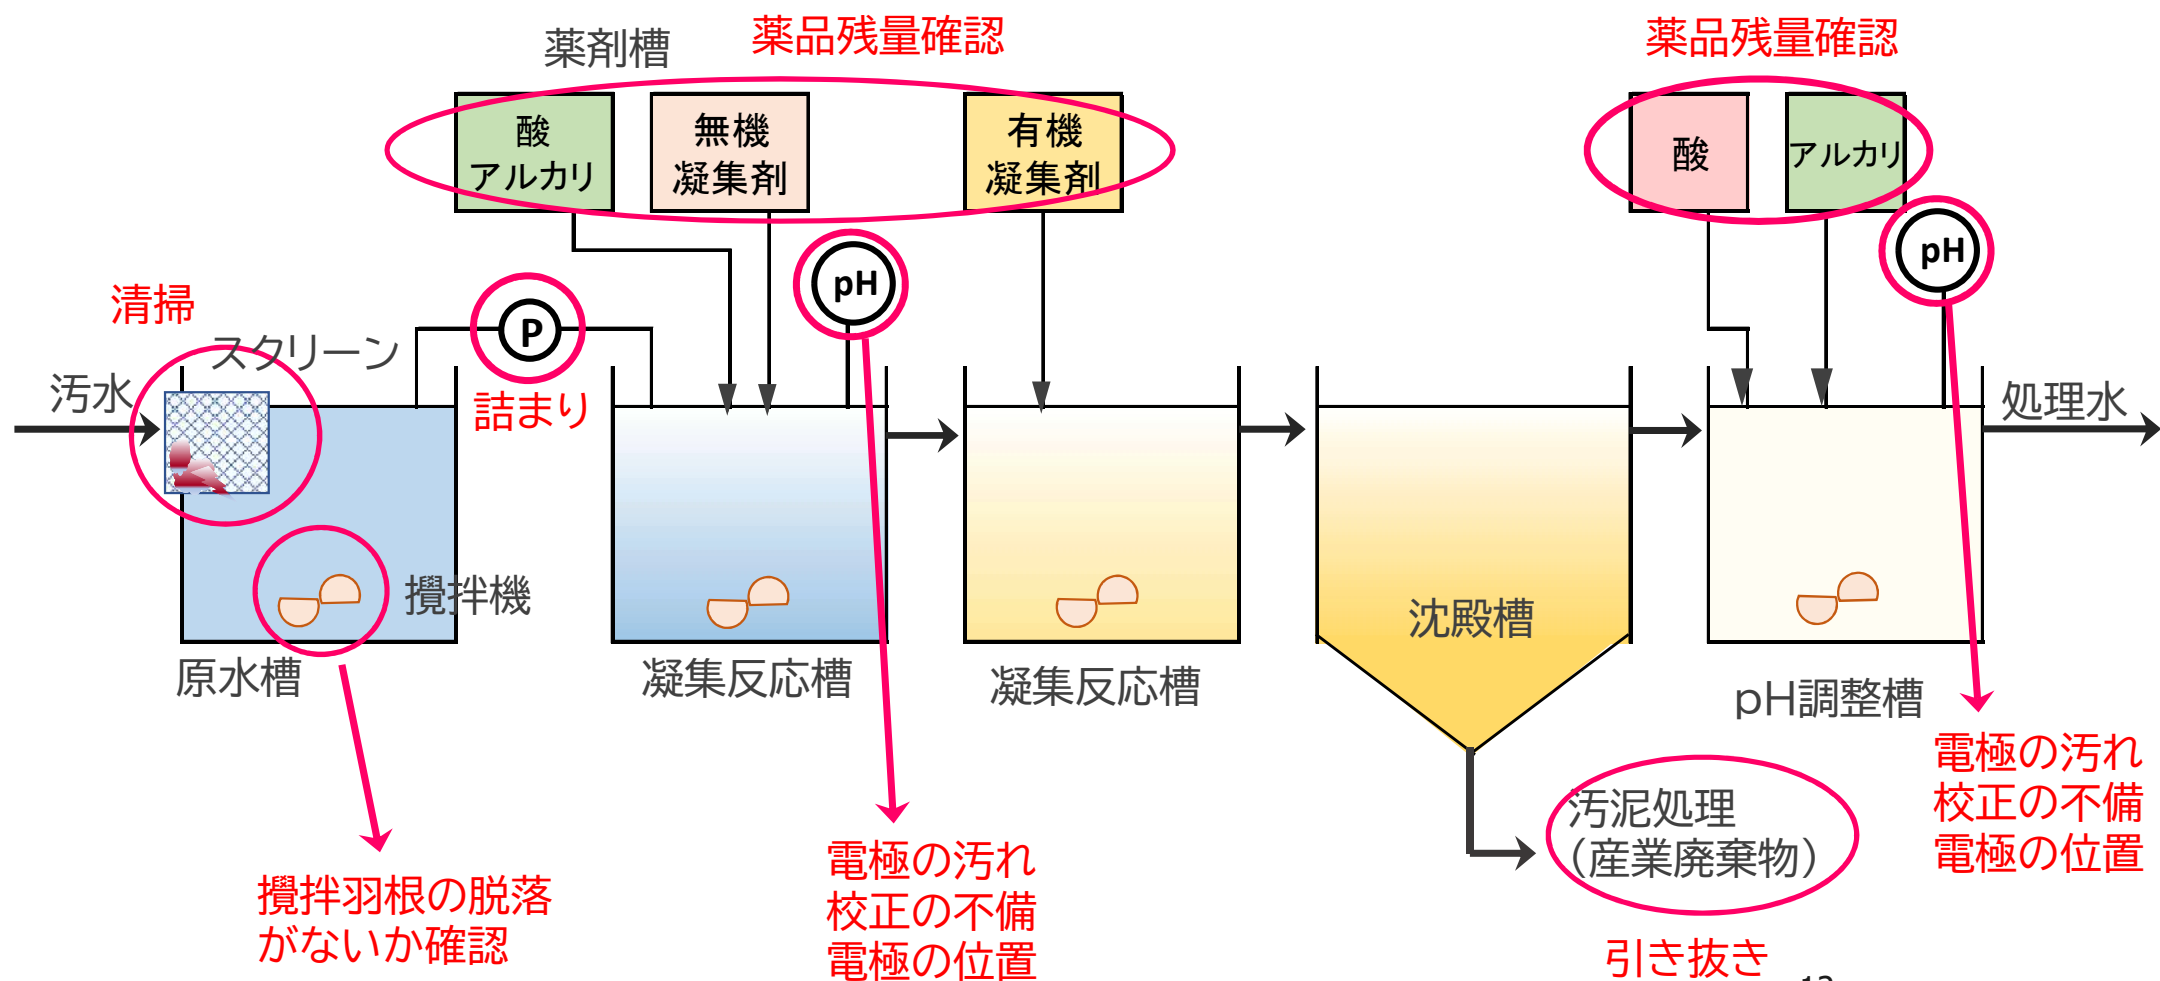 薬剤槽
薬品残量確認
薬品残量確認
酸
アルカリ
無機
凝集剤
有機
凝集剤
酸
アルカリ
pH
pH
清掃
スクリーン
P
汚水
詰まり
処理水
攪拌機
沈殿槽
原水槽
凝集反応槽
凝集反応槽
pH調整槽
電極の汚れ
校正の不備
電極の位置
汚泥処理
（産業廃棄物）
電極の汚れ
校正の不備
電極の位置
攪拌羽根の脱落
がないか確認
引き抜き